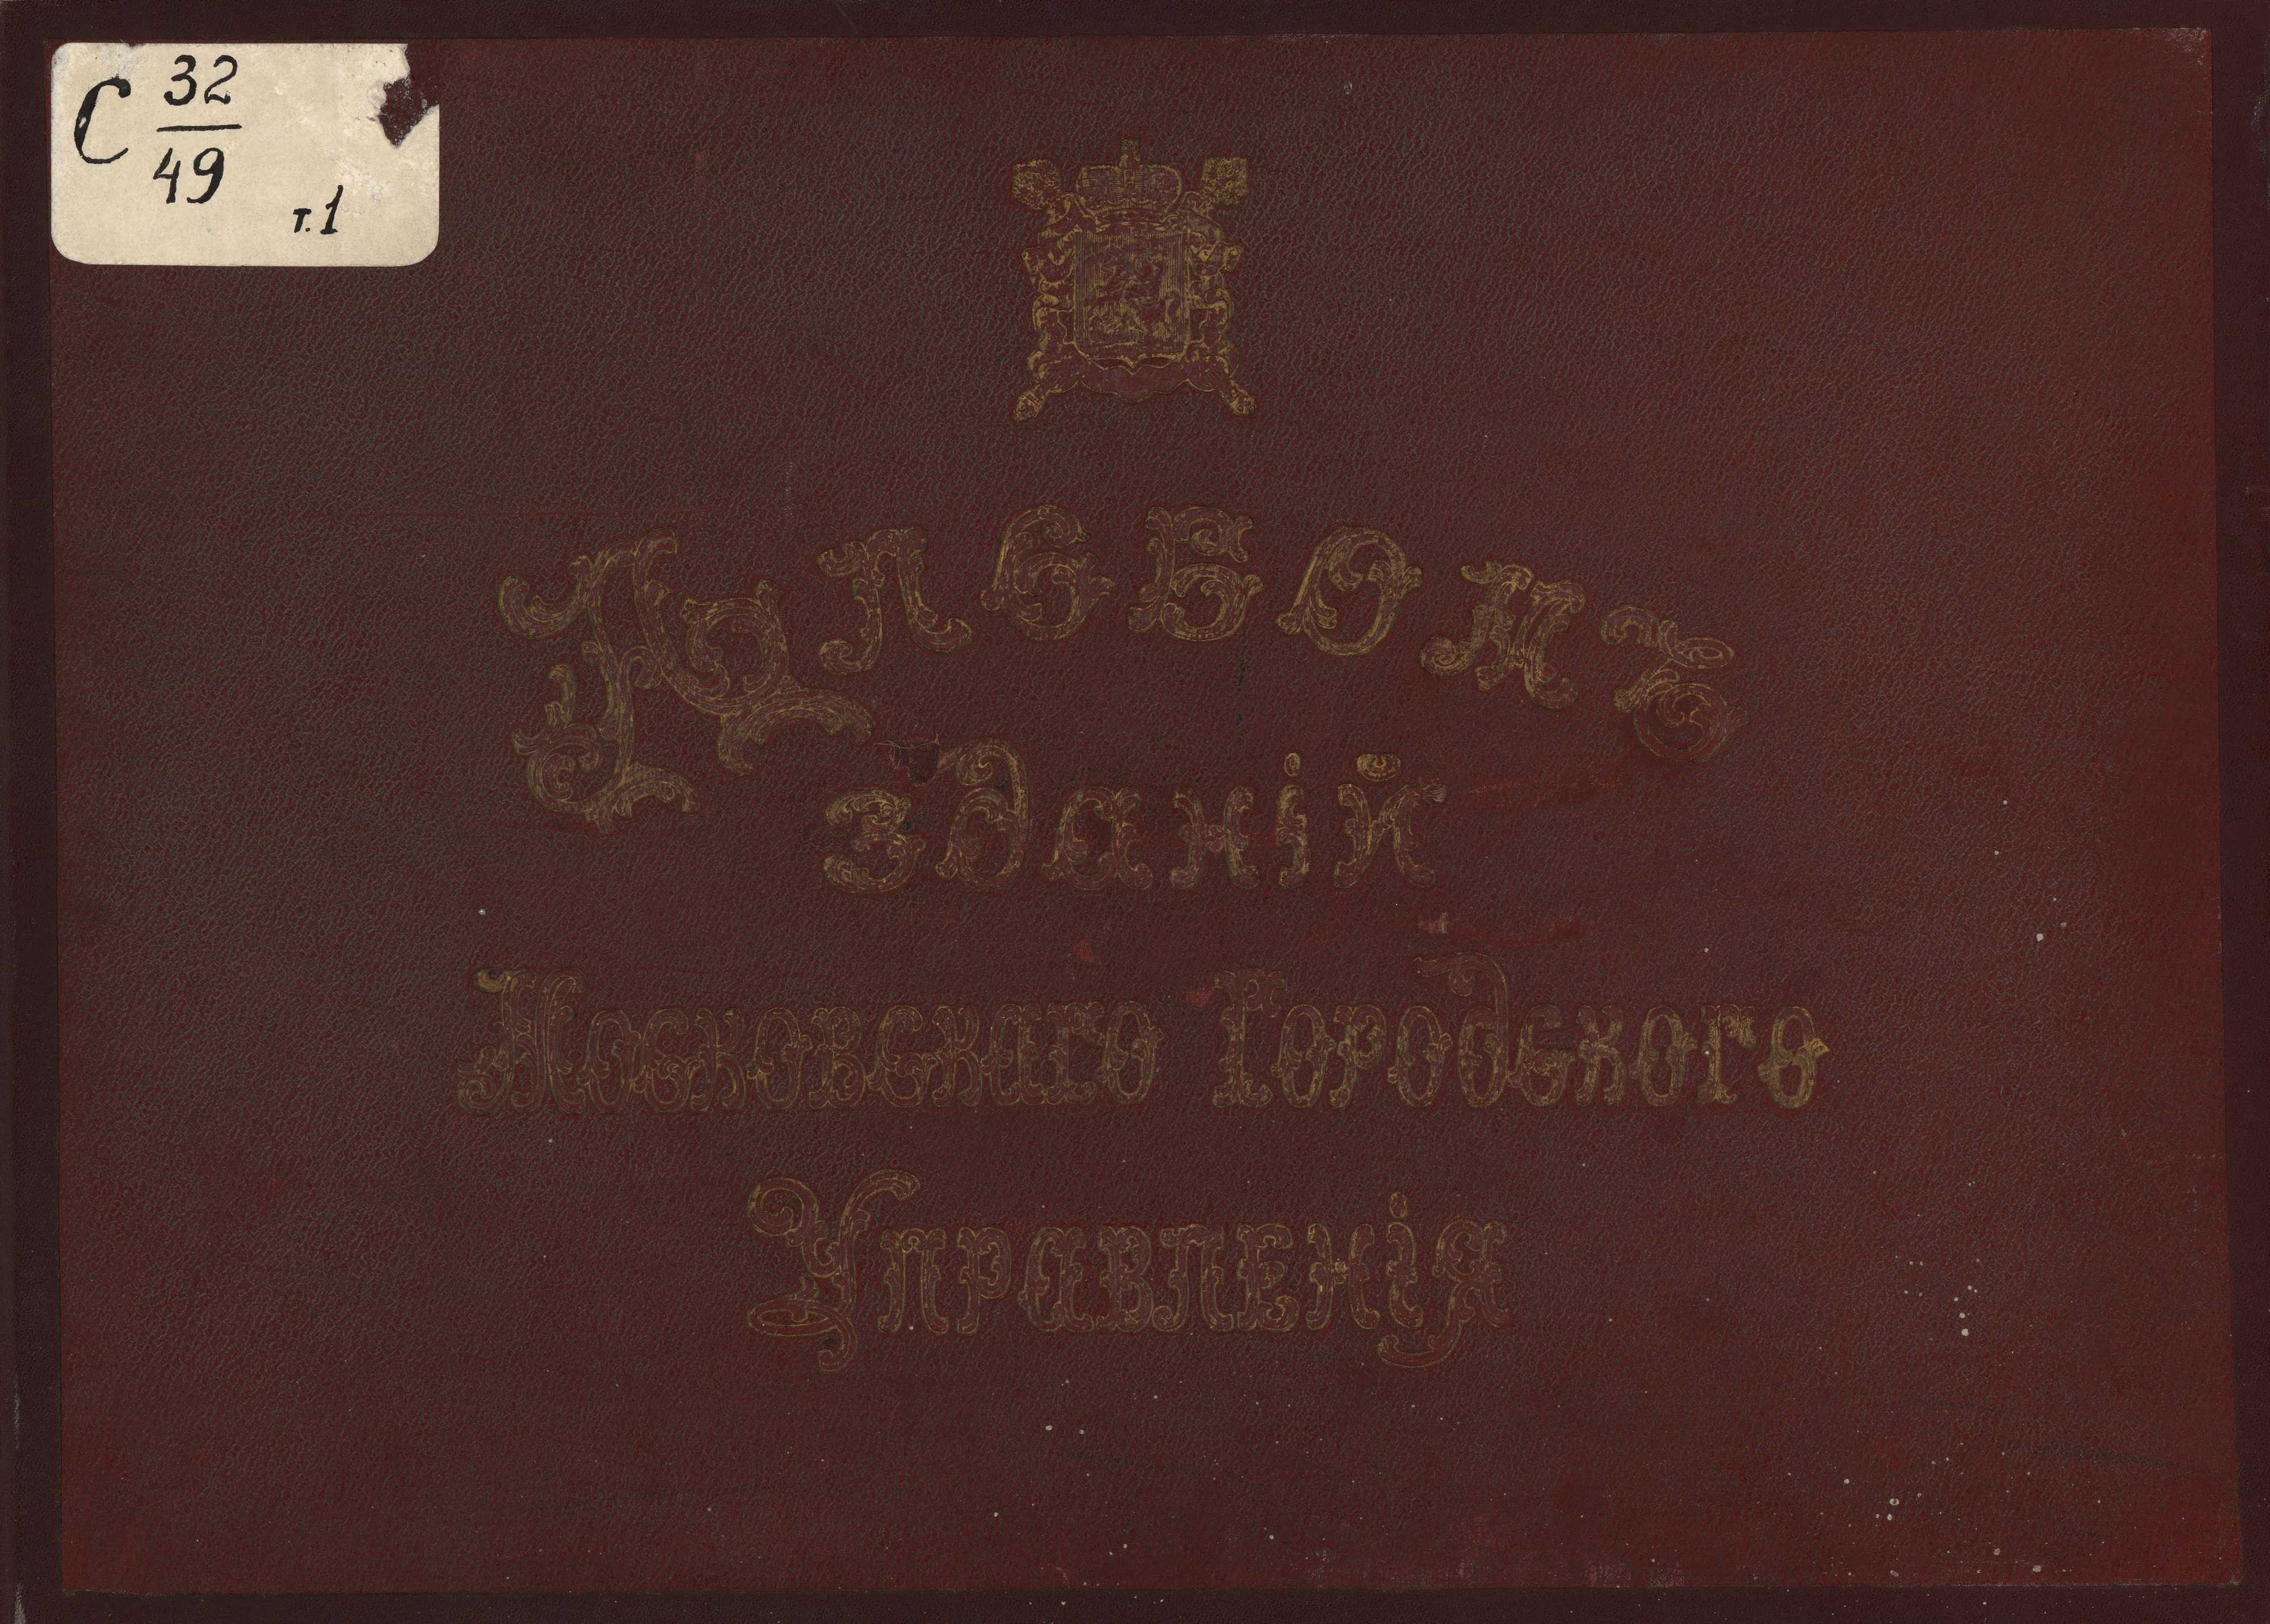 С 32
49
т. 1
Альбомъ
зданій
Московскаго Городского
Управленія